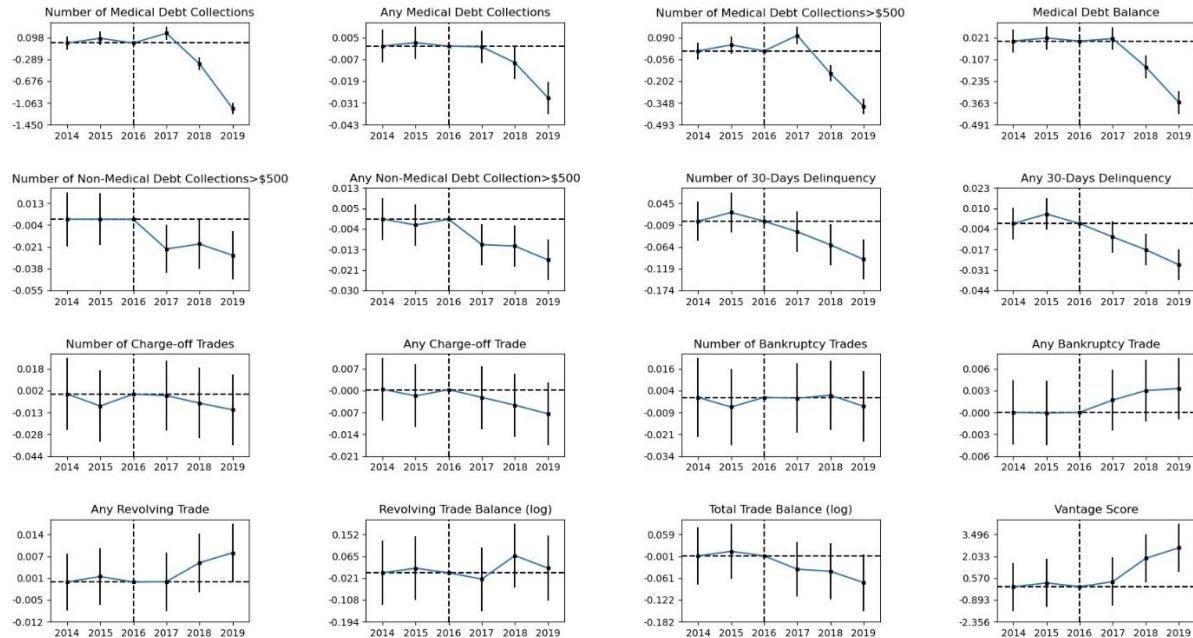 Number of Medical Debt Collections
0.098
-0.289
-0.676
-1.063
-1.450
2014 2015 2016 2017 2018 2019
Any Medical Debt Collections
0.005
-0.007
-0.019
-0.031
-0.043
2014 2015 2016 2017 2018 2019
Number of Medical Debt Collections>$500
0.090
-0.056
-0.202
-0.348
-0.493
2014 2015 2016 2017 2018 2019
Medical Debt Balance
0.021
-0.107
-0.235
-0.363
-0.491
2014 2015 2016 2017 2018 2019
Number of Non-Medical Debt Collections>$500
0.013
-0.004
-0.021
-0.038
-0.055
2014 2015 2016 2017 2018 2019
Any Non-Medical Debt Collection>$500
0.013
0.005
-0.004
-0.013
-0.021
-0.030
2014 2015 2016 2017 2018 2019
Number of 30-Days Delinquency
0.045
-0.009
-0.064
-0.119
-0.174
2014 2015 2016 2017 2018 2019
Any 30-Days Delinquency
0.023
0.010
-0.004
-0.017
-0.031
-0.044
2014 2015 2016 2017 2018 2019
Number of Charge-off Trades
0.018
0.002
-0.013
-0.028
-0.044
2014 2015 2016 2017 2018 2019
Any Charge-off Trade
0.007
0.000
-0.007
-0.014
-0.021
2014 2015 2016 2017 2018 2019
Number of Bankruptcy Trades
0.016
0.004
-0.009
-0.021
-0.034
2014 2015 2016 2017 2018 2019
Any Bankruptcy Trade
0.006
0.003
-0.000
-0.003
-0.006
2014 2015 2016 2017 2018 2019
Any Revolving Trade
0.014
0.007
0.001
-0.005
-0.012
2014 2015 2016 2017 2018 2019
Revolving Trade Balance (log)
0.152
0.065
-0.021
-0.108
-0.194
2014 2015 2016 2017 2018 2019
Total Trade Balance (log)
0.059
-0.001
-0.061
-0.122
-0.182
2014 2015 2016 2017 2018 2019
Vantage Score
3.496
2.033
0.570
-0.893
-2.356
2014 2015 2016 2017 2018 2019